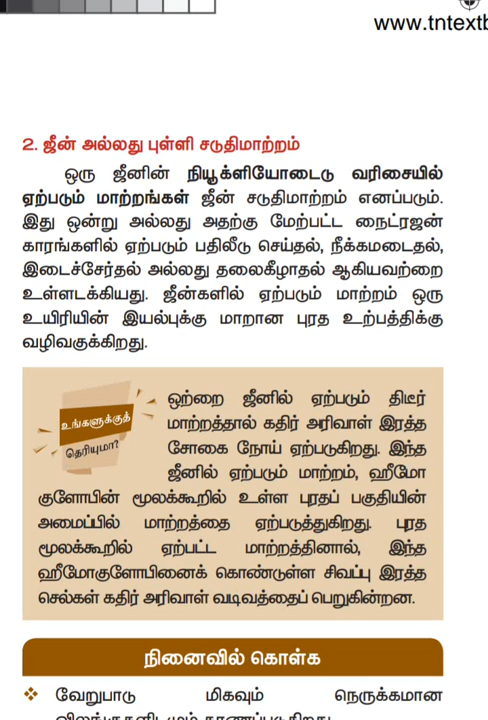 www.tntextb
2. ஜீன் அல்லது புள்ளி சடுதிமாற்றம்
ஒரு ஜீனின் நியூக்ளியோடைடு வரிசையில்
ஏற்படும் மாற்றங்கள் ஜீன் சடுதிமாற்றம் எனப்படும்.
இது ஒன்று அல்லது அதற்கு மேற்பட்ட நைட்ரஜன்
காரங்களில் ஏற்படும் பதிலீடு செய்தல், நீக்கமடைதல்,
இடைச்சேர்தல் அல்லது தலைகீழாதல் ஆகியவற்றை
உள்ளடக்கியது. ஜீன்களில் ஏற்படும் மாற்றம் ஒரு
உயிரியின் இயல்புக்கு மாறான புரத உற்பத்திக்கு
வழிவகுக்கிறது.
உங்களுக்குத்
தெரியுமா?
ஒற்றை ஜீனில் ஏற்படும் திடீர்
மாற்றத்தால் கதிர் அரிவாள் இரத்த
சோகை நோய் ஏற்படுகிறது. இந்த
ஜீனில் ஏற்படும் மாற்றம், ஹீமோ
குளோபின் மூலக்கூறில் உள்ள புரதப் பகுதியின்
அமைப்பில் மாற்றத்தை ஏற்படுத்துகிறது. புரத
மூலக்கூறில் ஏற்பட்ட மாற்றத்தினால், இந்த
ஹீமோகுளோபினைக் கொண்டுள்ள சிவப்பு இரத்த
செல்கள் கதிர் அரிவாள் வடிவத்தைப் பெறுகின்றன.
நினைவில் கொள்க
❖ வேறுபாடு மிகவும் நெருக்கமான